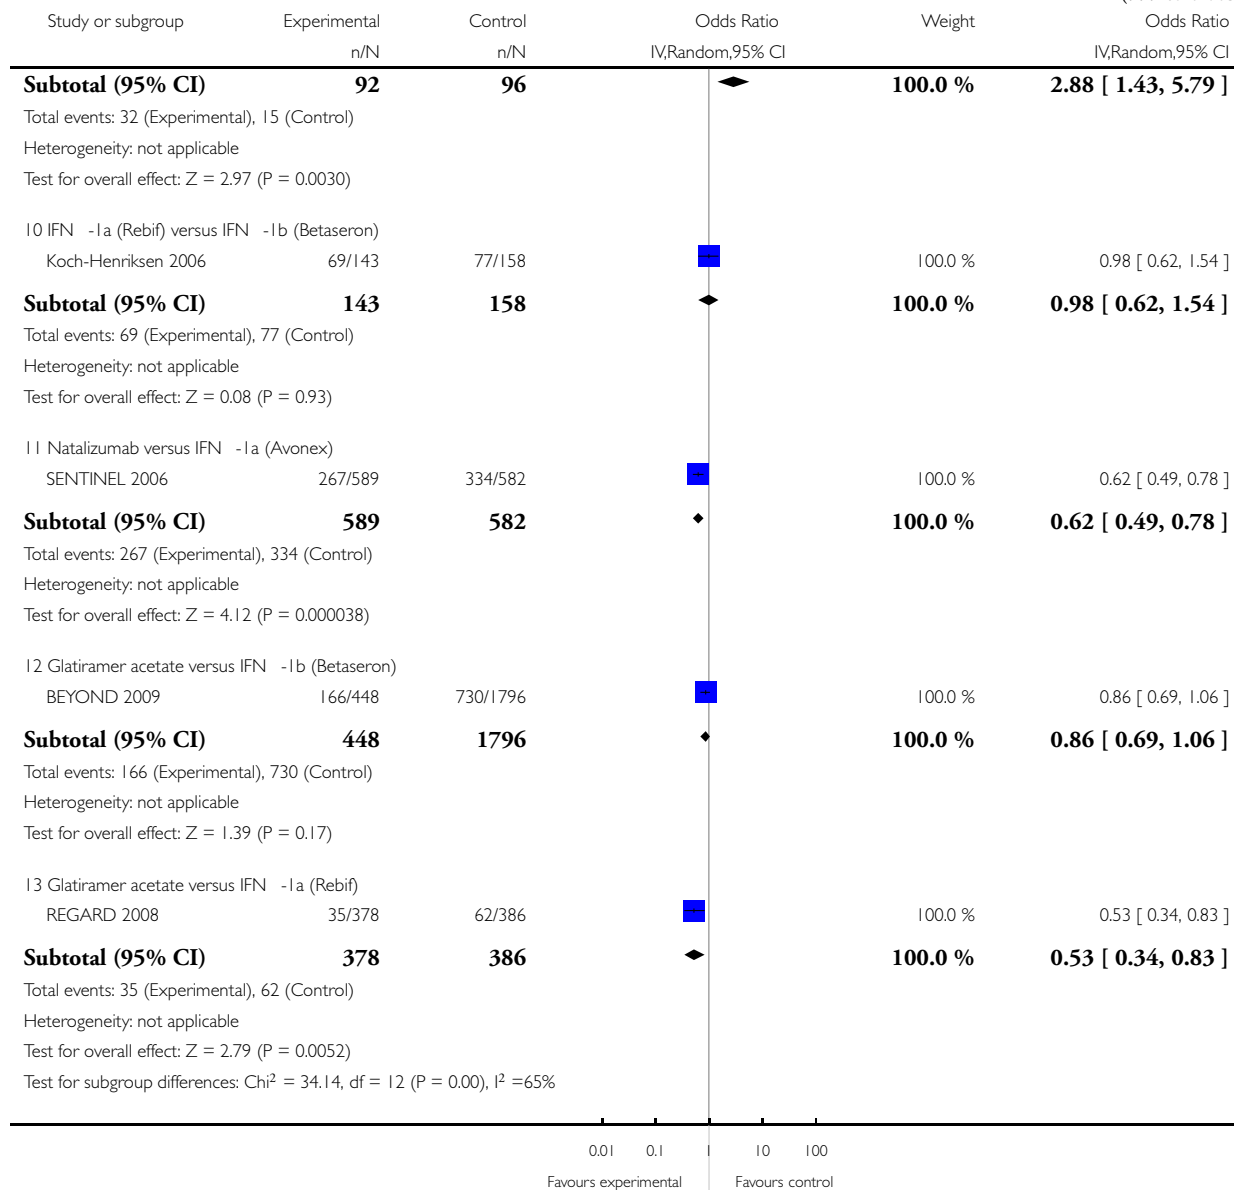 Study or subgroup Experimental Control Odds Ratio Weight Odds Ratio
n/N n/N IV,Random,95% CI IV,Random,95% CI
Subtotal (95% CI) 92 96 100.0 % 2.88 [ 1.43, 5.79 ]
Total events: 32 (Experimental), 15 (Control)
Heterogeneity: not applicable
Test for overall effect: Z = 2.97 (P = 0.0030)
10 IFN -1a (Rebif) versus IFN -1b (Betaseron)
Koch-Henriksen 2006 69/143 77/158 100.0 % 0.98 [ 0.62, 1.54 ]
Subtotal (95% CI) 143 158 100.0 % 0.98 [ 0.62, 1.54 ]
Total events: 69 (Experimental), 77 (Control)
Heterogeneity: not applicable
Test for overall effect: Z = 0.08 (P = 0.93)
11 Natalizumab versus IFN -1a (Avonex)
SENTINEL 2006 267/589 334/582 100.0 % 0.62 [ 0.49, 0.78 ]
Subtotal (95% CI) 589 582 100.0 % 0.62 [ 0.49, 0.78 ]
Total events: 267 (Experimental), 334 (Control)
Heterogeneity: not applicable
Test for overall effect: Z = 4.12 (P = 0.000038)
12 Glatiramer acetate versus IFN -1b (Betaseron)
BEYOND 2009 166/448 730/1796 100.0 % 0.86 [ 0.69, 1.06 ]
Subtotal (95% CI) 448 1796 100.0 % 0.86 [ 0.69, 1.06 ]
Total events: 166 (Experimental), 730 (Control)
Heterogeneity: not applicable
Test for overall effect: Z = 1.39 (P = 0.17)
13 Glatiramer acetate versus IFN -1a (Rebif)
REGARD 2008 35/378 62/386 100.0 % 0.53 [ 0.34, 0.83 ]
Subtotal (95% CI) 378 386 100.0 % 0.53 [ 0.34, 0.83 ]
Total events: 35 (Experimental), 62 (Control)
Heterogeneity: not applicable
Test for overall effect: Z = 2.79 (P = 0.0052)
Test for subgroup differences: Chi² = 34.14, df = 12 (P = 0.00), I² =65%
0.01 0.1 1 10 100
Favours experimental Favours control